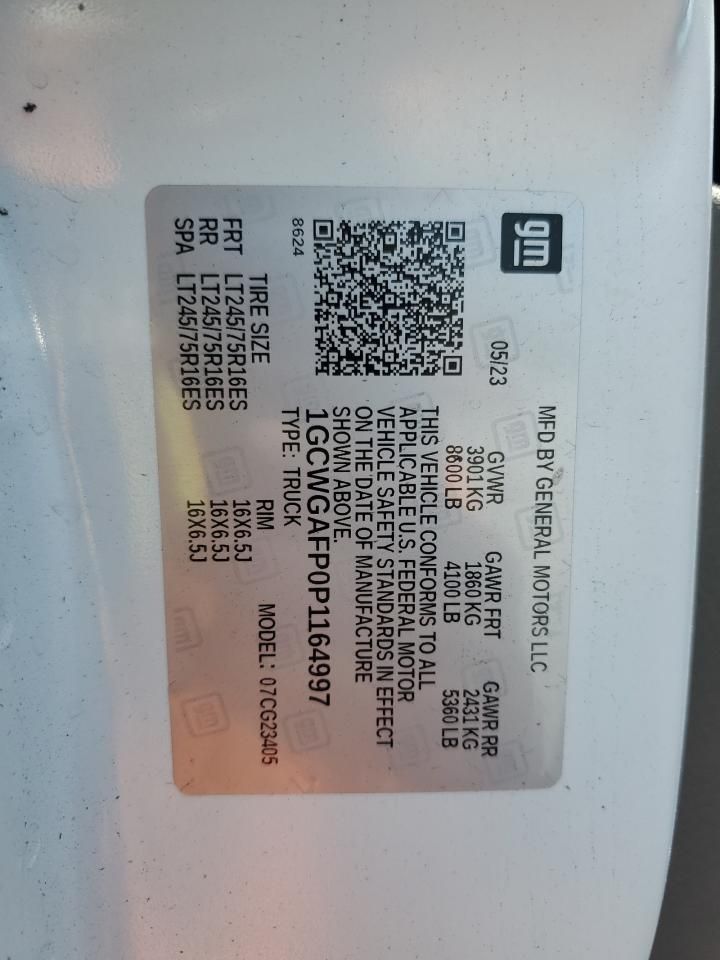 gm
MFD BY GENERAL MOTORS LLC
05/23
GVWR GAWR FRT GAWR RR
3901 KG 1860 KG 2431 KG
8600 LB 4100 LB 5360 LB
THIS VEHICLE CONFORMS TO ALL
APPLICABLE U.S. FEDERAL MOTOR
VEHICLE SAFETY STANDARDS IN EFFECT
ON THE DATE OF MANUFACTURE
SHOWN ABOVE.
1GCWGAFP0P1164997
8624
TYPE: TRUCK
MODEL: 07CG23405
TIRE SIZE RIM
FRT LT245/75R16ES 16X6.5J
RR LT245/75R16ES 16X6.5J
SPA LT245/75R16ES 16X6.5J